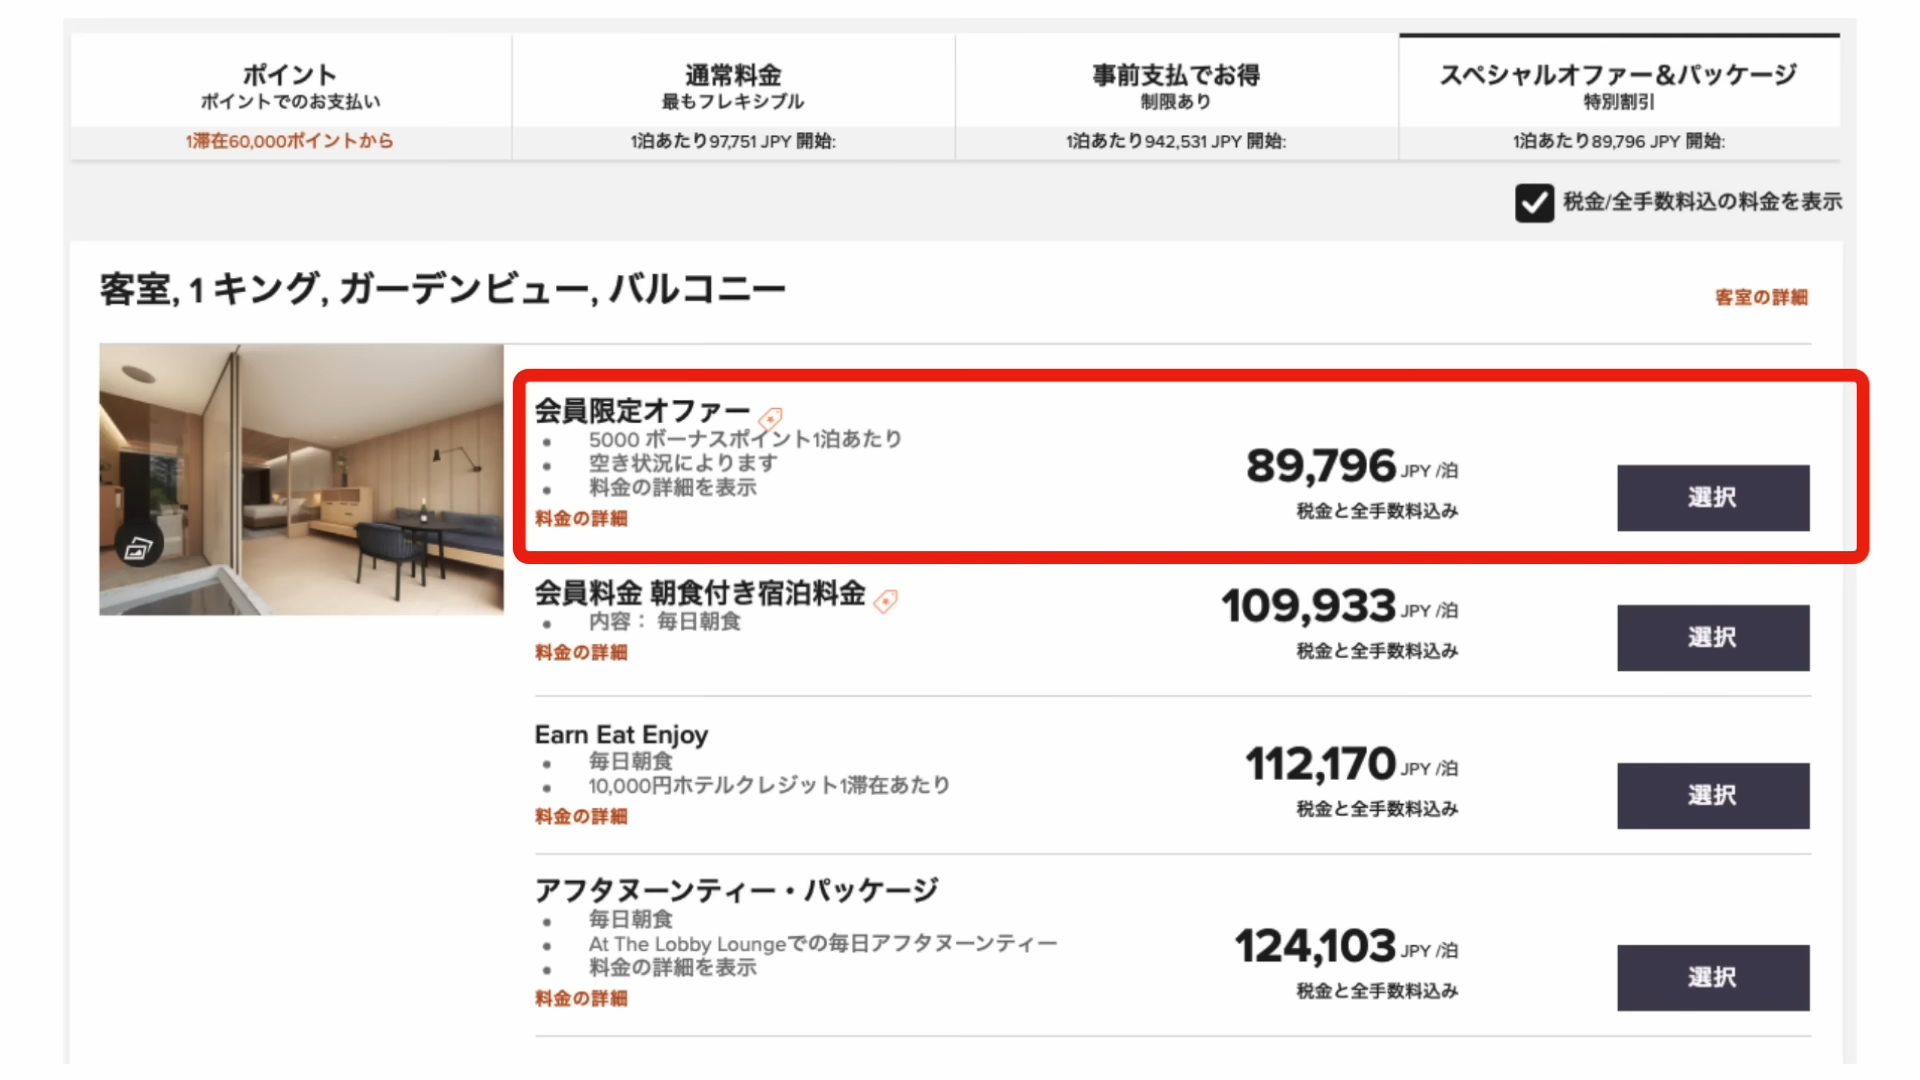 ポイント
ポイントでのお支払い
1滞在60,000ポイントから
通常料金
最もフレキシブル
1泊あたり97,751 JPY 開始:
事前支払でお得
制限あり
1泊あたり942,531 JPY 開始:
スペシャルオファー＆パッケージ
特別割引
1泊あたり89,796 JPY 開始:
税金/全手数料込の料金を表示
客室, 1 キング, ガーデンビュー, バルコニー
客室の詳細
会員限定オファー
• 5000 ボーナスポイント1泊あたり
• 空き状況によります
• 料金の詳細を表示
料金の詳細
89,796 JPY /泊
税金と全手数料込み
選択
会員料金 朝食付き宿泊料金
• 内容： 毎日朝食
料金の詳細
109,933 JPY /泊
税金と全手数料込み
選択
Earn Eat Enjoy
• 毎日朝食
• 10,000円ホテルクレジット1滞在あたり
料金の詳細
112,170 JPY /泊
税金と全手数料込み
選択
アフタヌーンティー・パッケージ
• 毎日朝食
• At The Lobby Loungeでの毎日アフタヌーンティー
• 料金の詳細を表示
料金の詳細
124,103 JPY /泊
税金と全手数料込み
選択